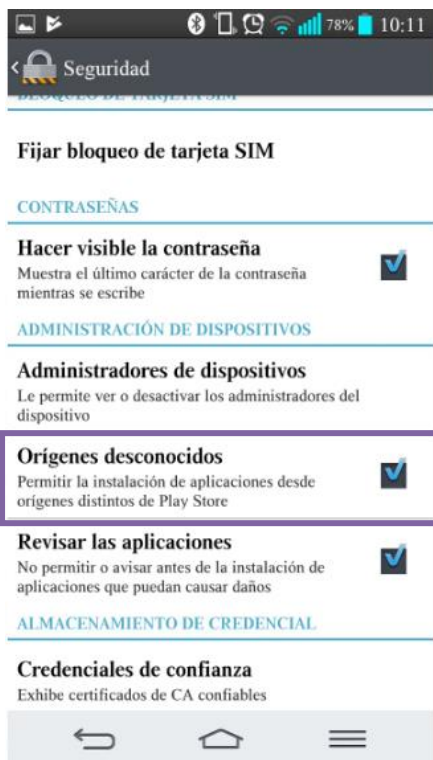 78% 10:11
Seguridad
BLOQUEO DE TARJETA SIM
Fijar bloqueo de tarjeta SIM
CONTRASEÑAS
Hacer visible la contraseña
Muestra el último carácter de la contraseña
mientras se escribe
ADMINISTRACIÓN DE DISPOSITIVOS
Administradores de dispositivos
Le permite ver o desactivar los administradores del
dispositivo
Orígenes desconocidos
Permitir la instalación de aplicaciones desde
orígenes distintos de Play Store
Revisar las aplicaciones
No permitir o avisar antes de la instalación de
aplicaciones que puedan causar daños
ALMACENAMIENTO DE CREDENCIAL
Credenciales de confianza
Exhibe certificados de CA confiables